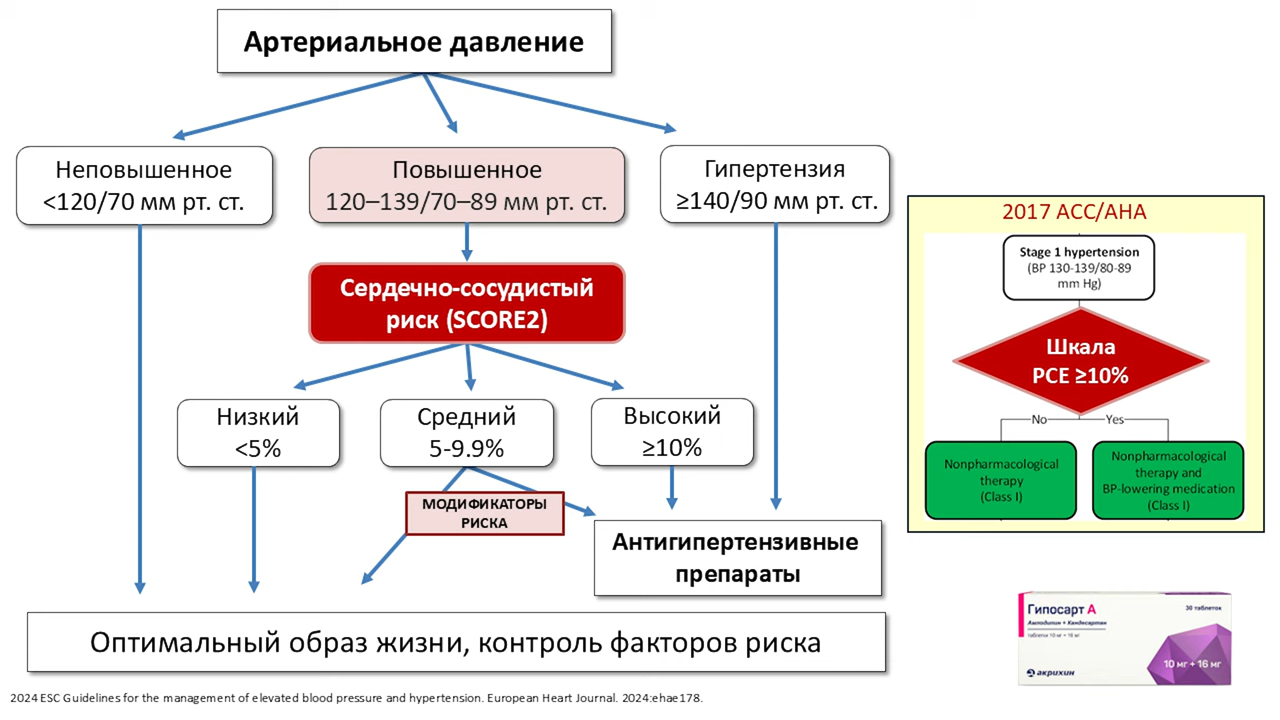 Артериальное давление
Неповышенное
<120/70 мм рт. ст.
Повышенное
120–139/70–89 мм рт. ст.
Гипертензия
≥140/90 мм рт. ст.
Сердечно-сосудистый
риск (SCORE2)
Низкий
<5%
Средний
5-9.9%
Высокий
≥10%
МОДИФИКАТОРЫ
РИСКА
Антигипертензивные
препараты
Оптимальный образ жизни, контроль факторов риска
2017 ACC/AHA
Stage 1 hypertension
(BP 130-139/80-89
mm Hg)
Шкала
PCE ≥10%
No
Yes
Nonpharmacological
therapy
(Class I)
Nonpharmacological
therapy and
BP-lowering medication
(Class I)
Гипосарт А
30 таблеток
Амлодипин + Кандесартан
таблетки 10 мг + 16 мг
10 мг + 16 мг
акрихин
2024 ESC Guidelines for the management of elevated blood pressure and hypertension. European Heart Journal. 2024:ehae178.